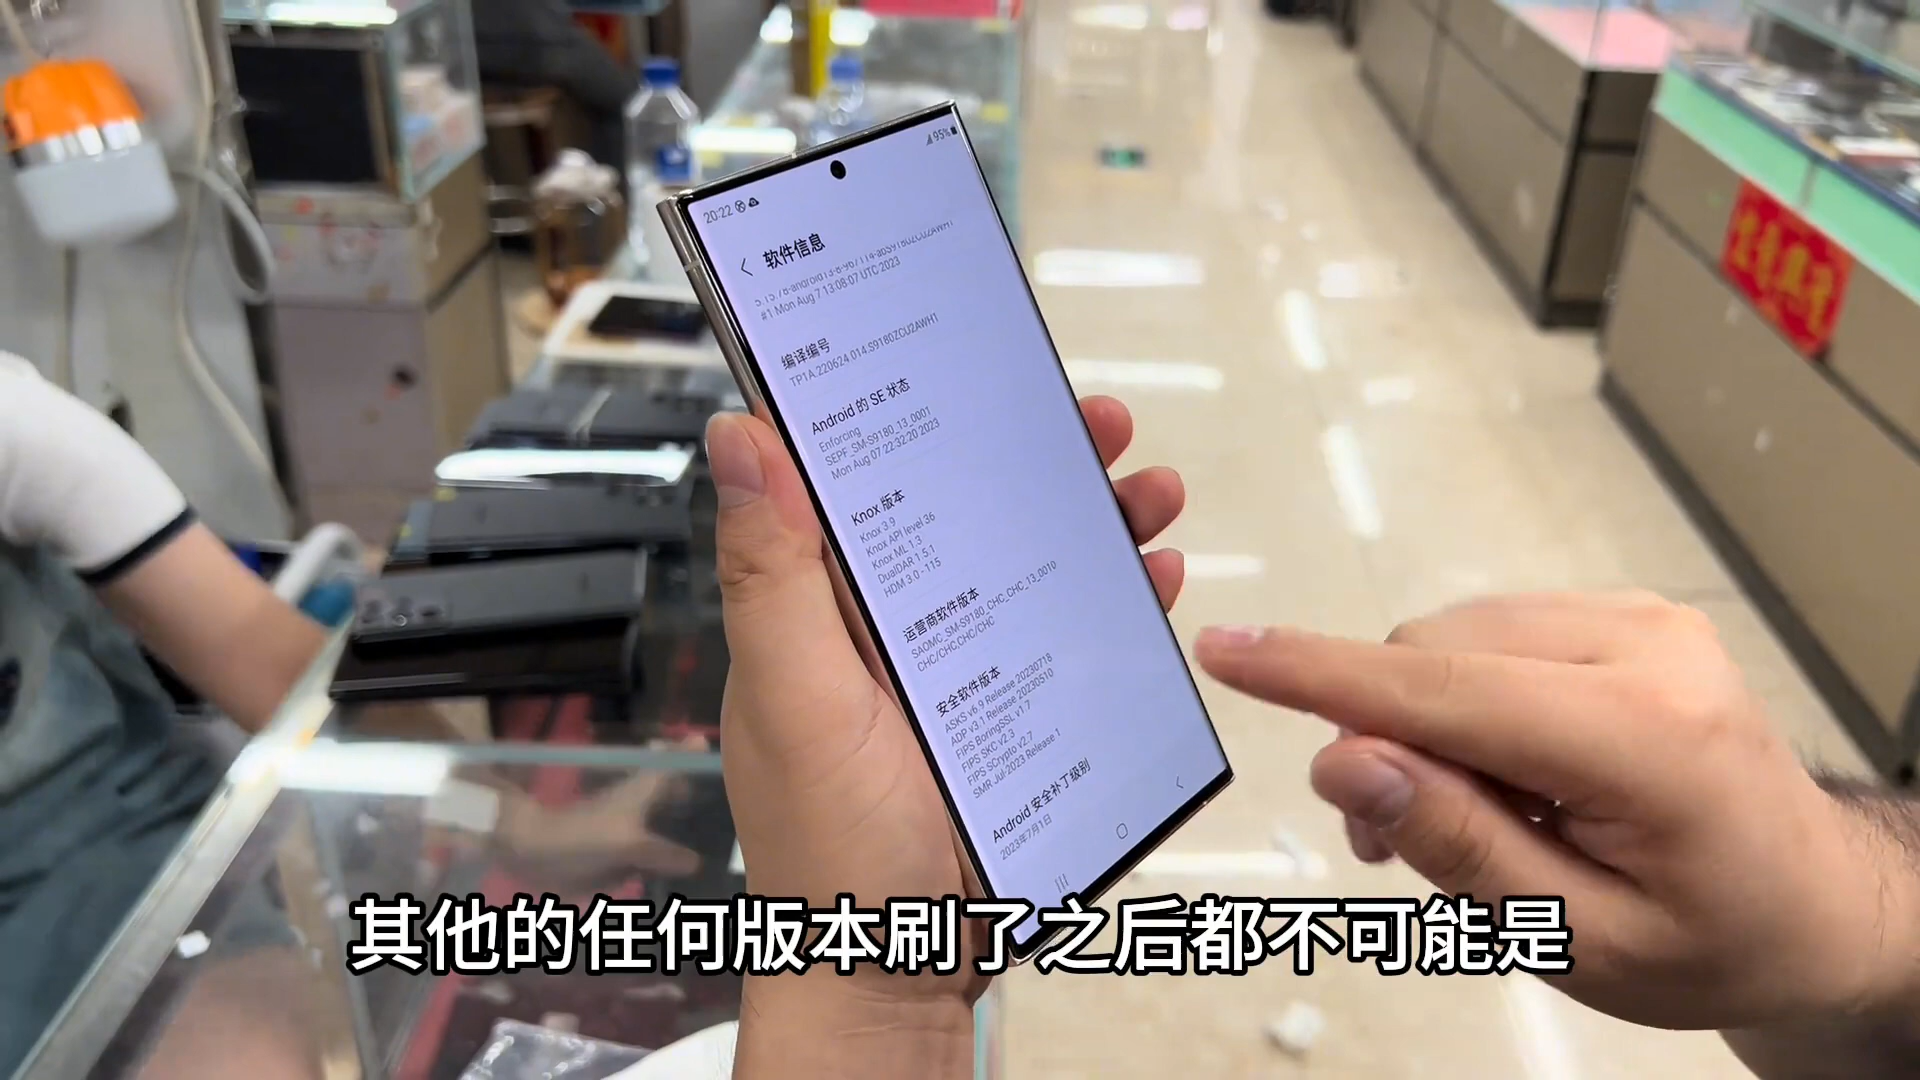 20:22
95%
软件信息
#1 Mon Aug 7 13:08:07 UTC 2023
编译编号
TP1A.220624.014.S9180ZCU2AWH1
Android 的 SE 状态
Enforcing
SEPF_SM-S9180_13_0001
Mon Aug 07 22:32:20 2023
Knox 版本
Knox 3.9
Knox API level 36
Knox ML 1.3
DualDAR 1.5.1
HDM 3.0 - 115
运营商软件版本
SAOMC_SM-S9180_CHC_CHC_13_0010
CHC/CHC,CHC/CHC
安全软件版本
ASKS v6.9 Release 20230718
ADP v3.1 Release 20230510
FIPS BoringSSL v1.7
FIPS SKC v2.3
FIPS SCrypto v2.7
SMR Jul-2023 Release 1
Android 安全补丁级别
2023年7月1日
其他的任何版本刷了之后都不可能是